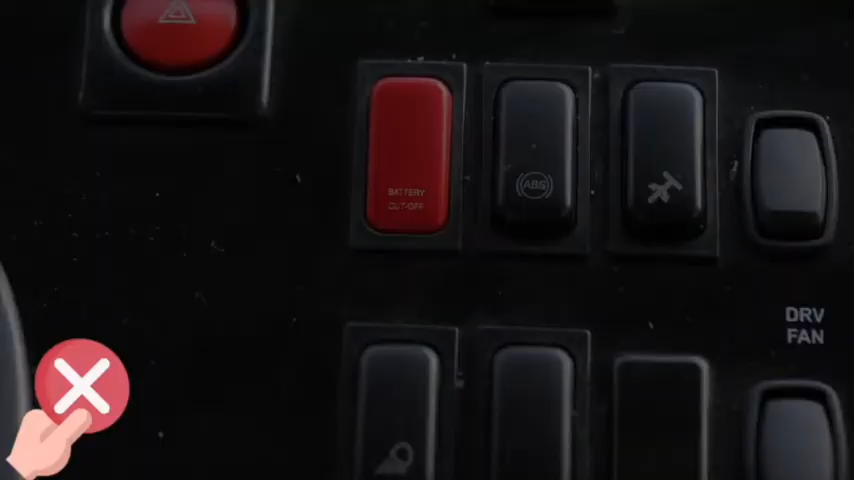 BATTERY
CUT-OFF
ABS
DRV
FAN